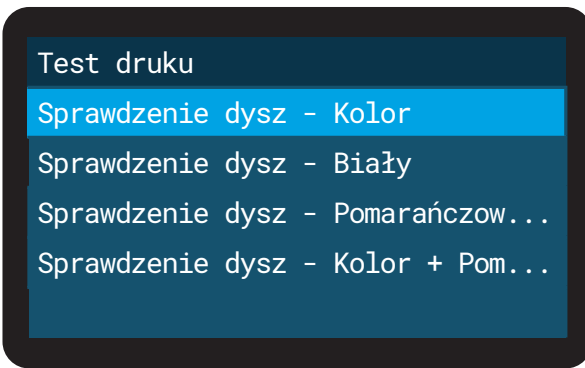 Test druku
Sprawdzenie dysz - Kolor
Sprawdzenie dysz - Biały
Sprawdzenie dysz - Pomarańczow...
Sprawdzenie dysz - Kolor + Pom...